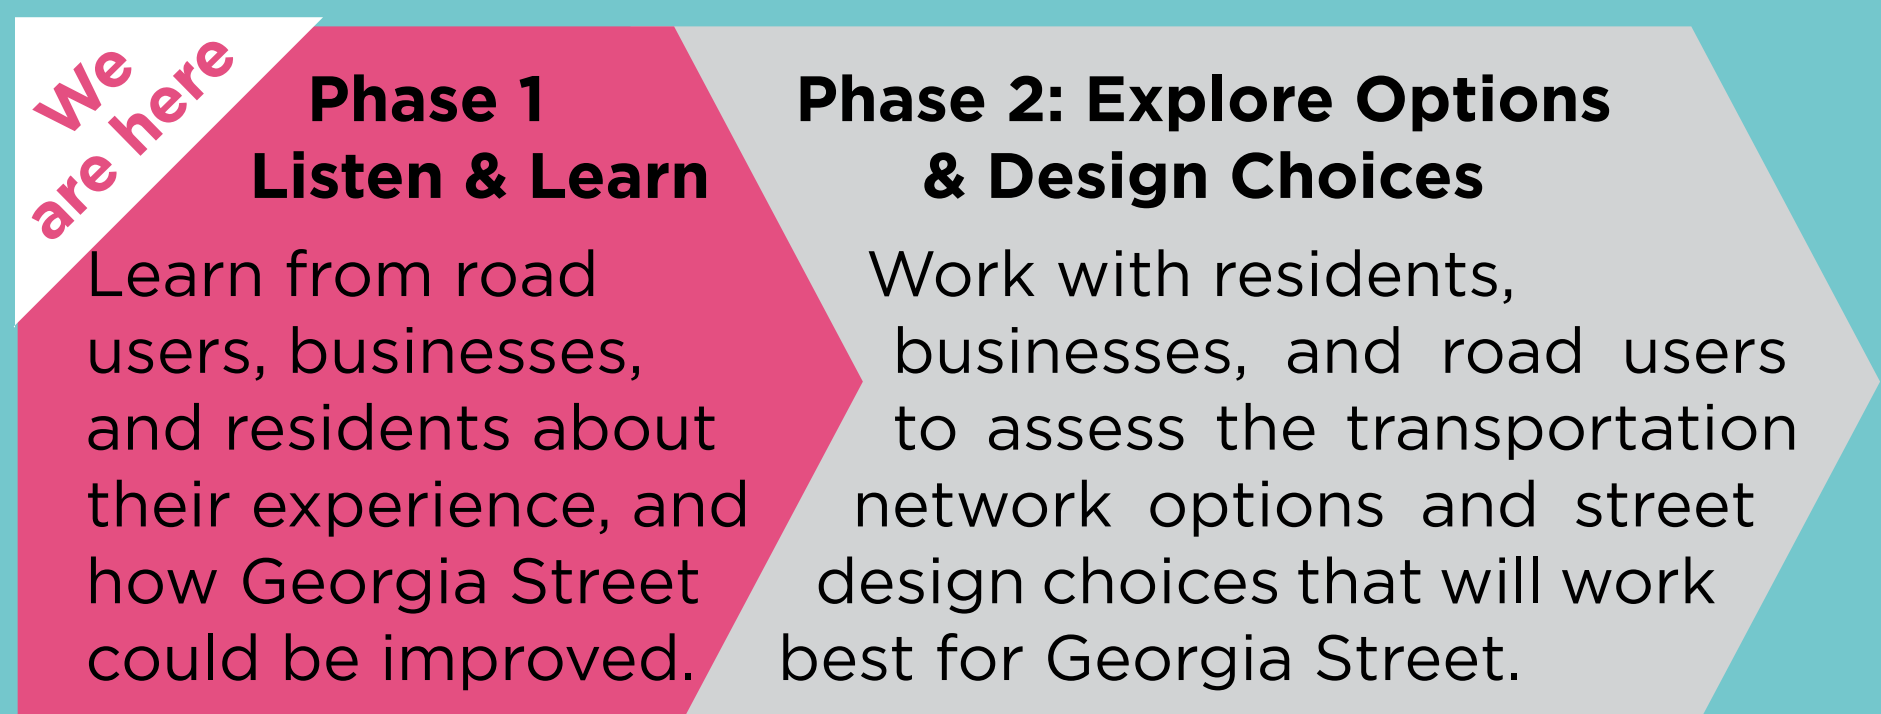 We
are here
Phase 1
Listen & Learn
Learn from road
users, businesses,
and residents about
their experience, and
how Georgia Street
could be improved.
Phase 2: Explore Options
& Design Choices
Work with residents,
businesses, and road users
to assess the transportation
network options and street
design choices that will work
best for Georgia Street.